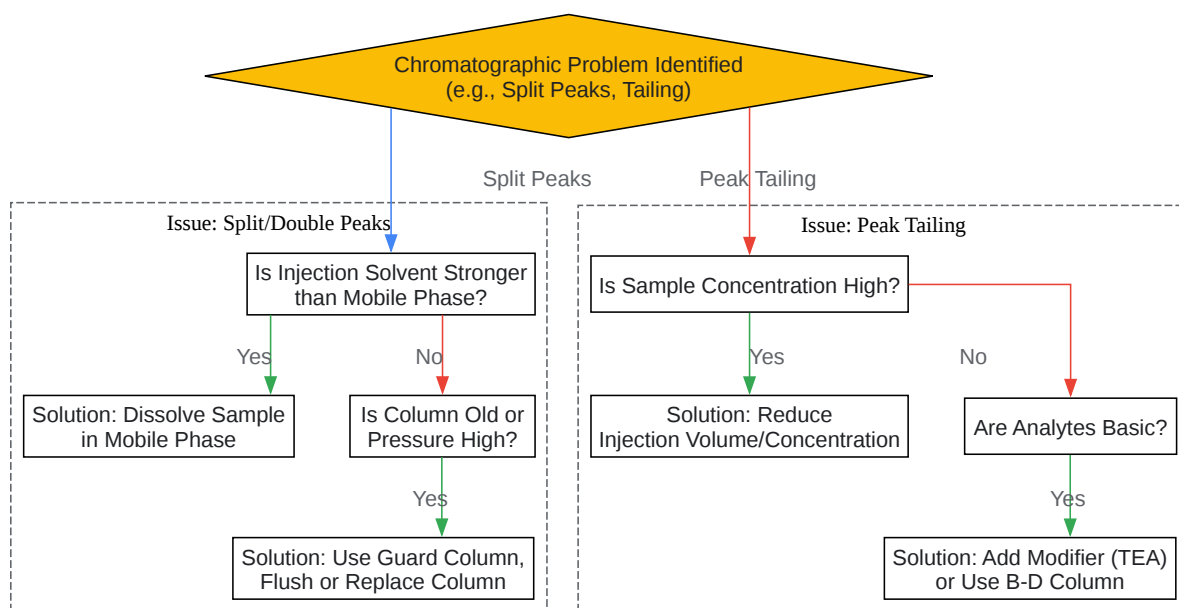 Chromatographic Problem Identified
(e.g., Split Peaks, Tailing)
Split Peaks
Peak Tailing
Issue: Split/Double Peaks
Is Injection Solvent Stronger
than Mobile Phase?
Yes
No
Solution: Dissolve Sample
in Mobile Phase
Is Column Old or
Pressure High?
Yes
Solution: Use Guard Column,
Flush or Replace Column
Issue: Peak Tailing
Is Sample Concentration High?
Yes
No
Solution: Reduce
Injection Volume/Concentration
Are Analytes Basic?
Yes
Solution: Add Modifier (TEA)
or Use B-D Column